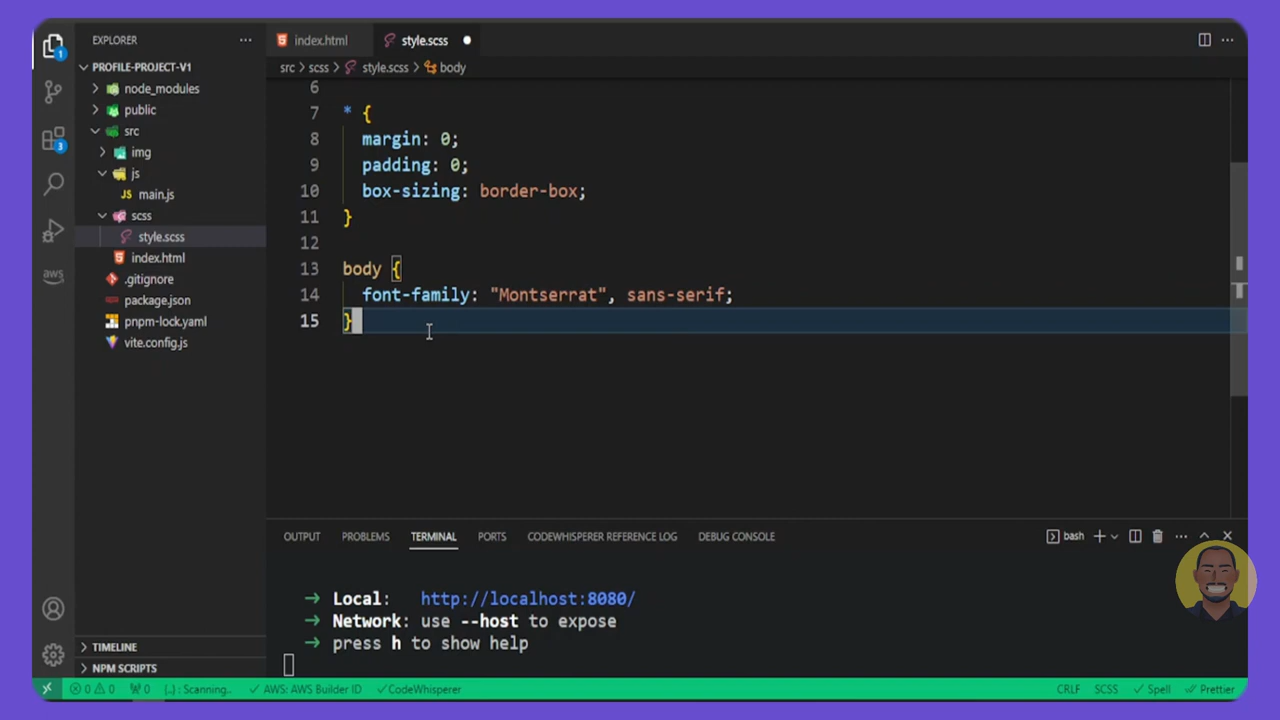 EXPLORER
···
index.html
style.scss
PROFILE-PROJECT-V1
src > scss > style.scss > body
node_modules
public
src
img
js
main.js
scss
style.scss
index.html
.gitignore
package.json
pnpm-lock.yaml
vite.config.js
1
3
aws
6
7 * {
8 margin: 0;
9 padding: 0;
10 box-sizing: border-box;
11 }
12
13 body {
14 font-family: "Montserrat", sans-serif;
15 }
OUTPUT PROBLEMS TERMINAL PORTS CODEWHISPERER REFERENCE LOG DEBUG CONSOLE
bash
→ Local: http://localhost:8080/
→ Network: use --host to expose
→ press h to show help
TIMELINE
NPM SCRIPTS
0 0 0 {..} : Scanning.. AWS: AWS Builder ID CodeWhisperer CRLF SCSS Spell Prettier